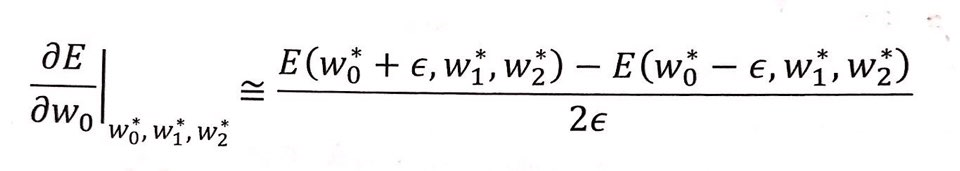 ∂E/∂w₀|w₀*, w₁*, w₂* ≅ (E(w₀* + ϵ, w₁*, w₂*) − E(w₀* − ϵ, w₁*, w₂*))/2ϵ